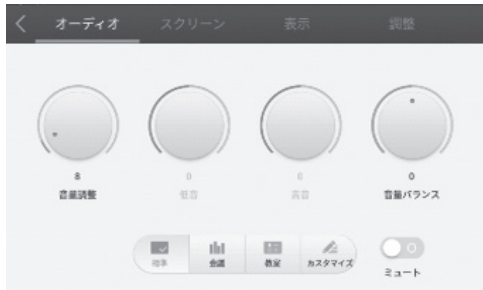 オーディオ
スクリーン
表示
調整
8
音量調整
0
低音
0
高音
0
音量バランス
標準
会議
教室
カスタマイズ
ミュート